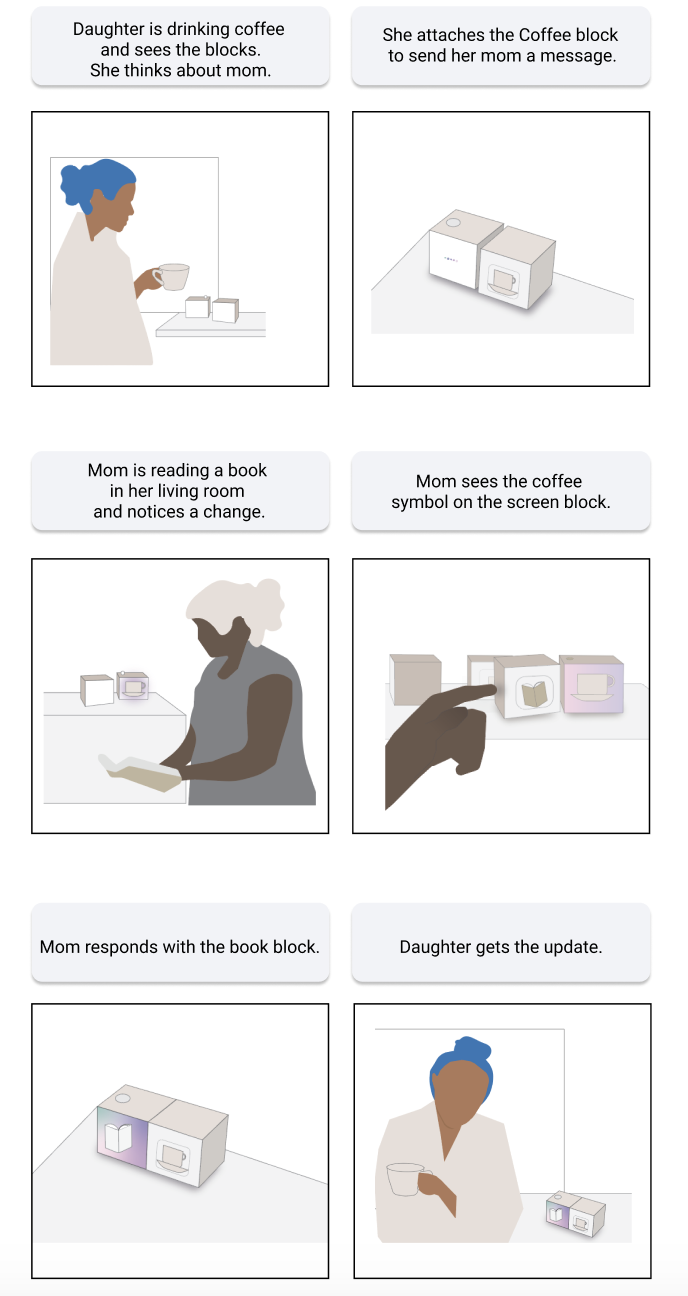 Daughter is drinking coffee
and sees the blocks.
She thinks about mom.
She attaches the Coffee block
to send her mom a message.
Mom is reading a book
in her living room
and notices a change.
Mom sees the coffee
symbol on the screen block.
Mom responds with the book block.
Daughter gets the update.